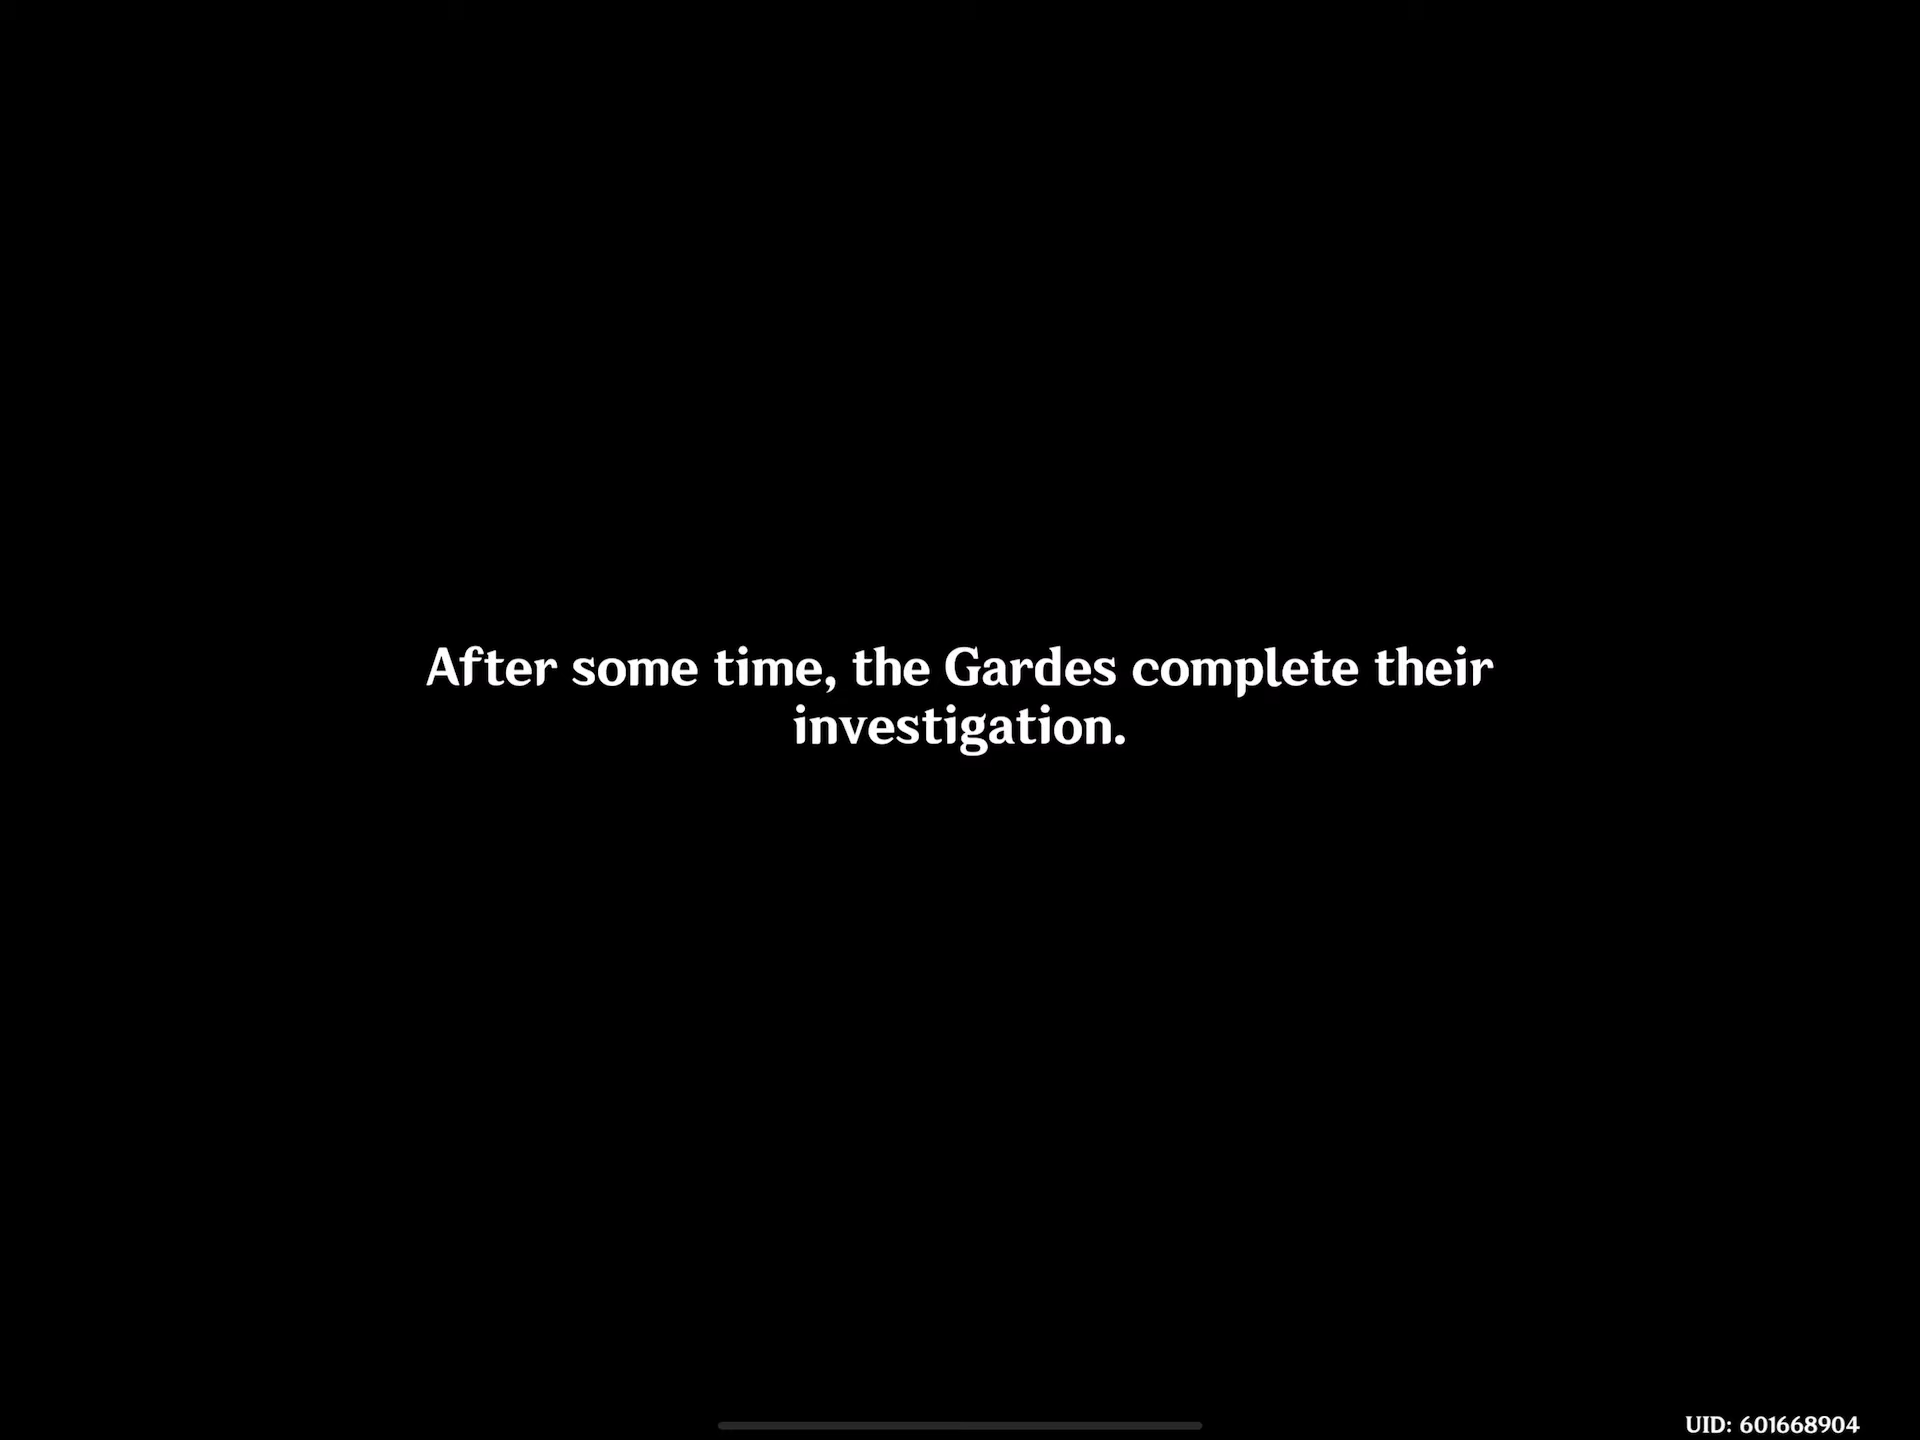 After some time, the Gardes complete their
investigation.
UID: 601668904